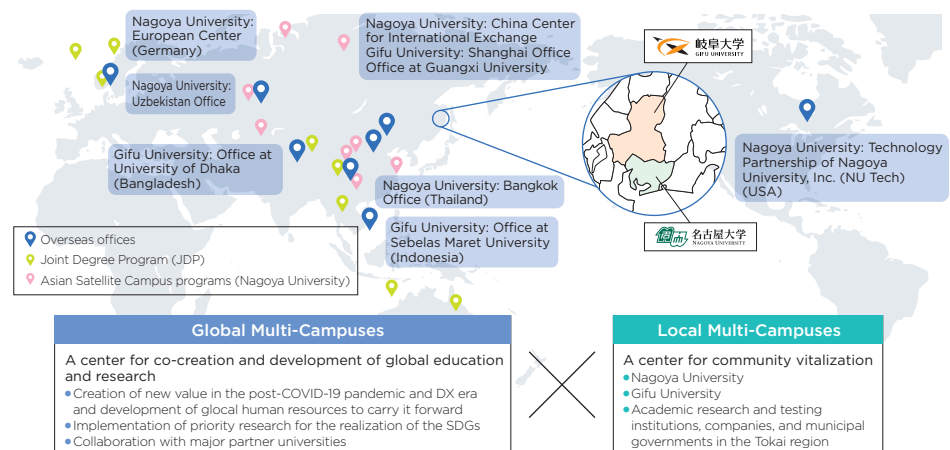 Nagoya University:
European Center
(Germany)
Nagoya University: China Center
for International Exchange
Gifu University: Shanghai Office
Office at Guangxi University
岐阜大学
GIFU UNIVERSITY
Nagoya University:
Uzbekistan Office
Gifu University: Office at
University of Dhaka
(Bangladesh)
Nagoya University: Technology
Partnership of Nagoya
University, Inc. (NU Tech)
(USA)
Nagoya University: Bangkok
Office (Thailand)
Gifu University: Office at
Sebelas Maret University
(Indonesia)
名古屋大学
NAGOYA UNIVERSITY
Overseas offices
Joint Degree Program (JDP)
Asian Satellite Campus programs (Nagoya University)
Global Multi-Campuses
A center for co-creation and development of global education
and research
• Creation of new value in the post-COVID-19 pandemic and DX era
and development of glocal human resources to carry it forward
• Implementation of priority research for the realization of the SDGs
• Collaboration with major partner universities
Local Multi-Campuses
A center for community vitalization
• Nagoya University
• Gifu University
• Academic research and testing
institutions, companies, and municipal
governments in the Tokai region